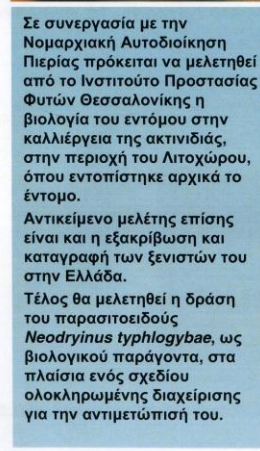 Σε συνεργασία με την
Νομαρχιακή Αυτοδιοίκηση
Πιερίας πρόκειται να μελετηθεί
από το Ινστιτούτο Προστασίας
Φυτών Θεσσαλονίκης η
βιολογία του εντόμου στην
καλλιέργεια της ακτινιδιάς,
στην περιοχή του Λιτοχώρου,
όπου εντοπίστηκε αρχικά το
έντομο.
Αντικείμενο μελέτης επίσης
είναι και η εξακρίβωση και
καταγραφή των ξενιστών του
στην Ελλάδα.
Τέλος θα μελετηθεί η δράση
του παρασιτοειδούς
Neodryinus typhlogybae, ως
βιολογικού παράγοντα, στα
πλαίσια ενός σχεδίου
ολοκληρωμένης διαχείρισης
για την αντιμετώπισή του.